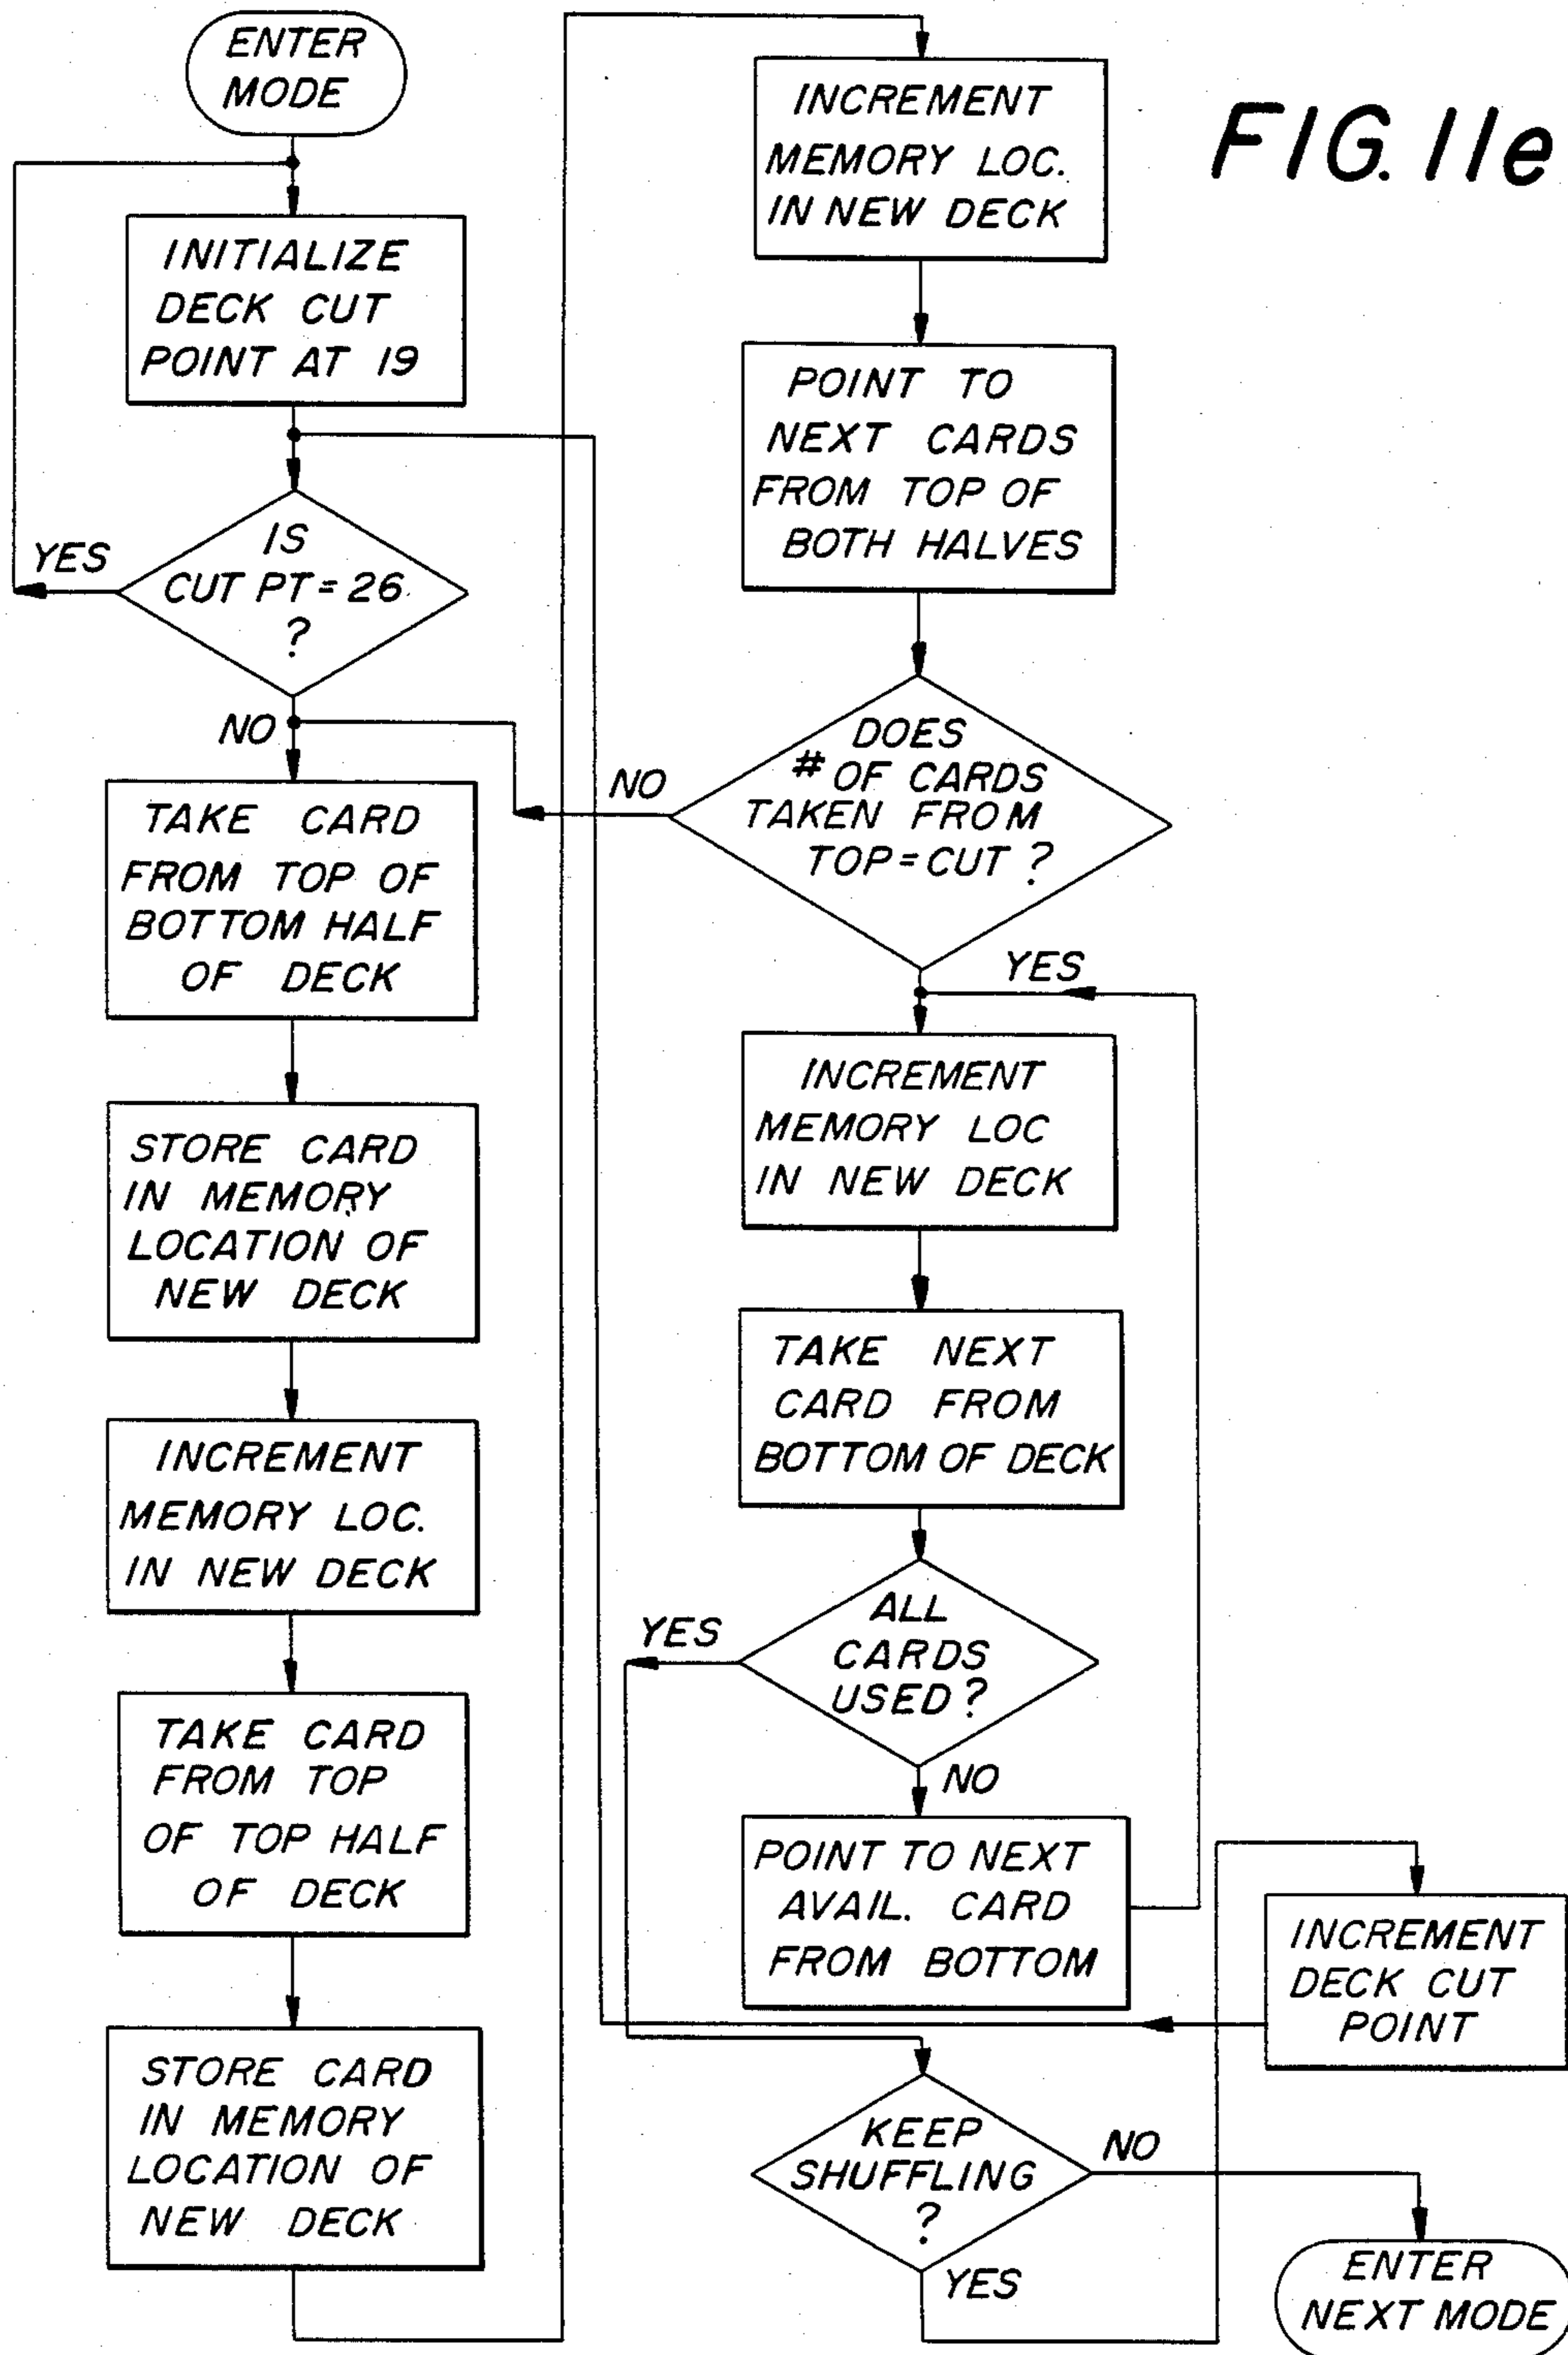 FIG. 11e
ENTER
MODE
INITIALIZE
DECK CUT
POINT AT 19
IS
CUT PT = 26
?
YES
NO
TAKE CARD
FROM TOP OF
BOTTOM HALF
OF DECK
STORE CARD
IN MEMORY
LOCATION OF
NEW DECK
INCREMENT
MEMORY LOC.
IN NEW DECK
TAKE CARD
FROM TOP
OF TOP HALF
OF DECK
STORE CARD
IN MEMORY
LOCATION OF
NEW DECK
INCREMENT
MEMORY LOC.
IN NEW DECK
POINT TO
NEXT CARDS
FROM TOP OF
BOTH HALVES
DOES
# OF CARDS
TAKEN FROM
TOP = CUT ?
NO
YES
INCREMENT
MEMORY LOC
IN NEW DECK
TAKE NEXT
CARD FROM
BOTTOM OF DECK
ALL
CARDS
USED ?
YES
NO
POINT TO NEXT
AVAIL. CARD
FROM BOTTOM
INCREMENT
DECK CUT
POINT
KEEP
SHUFFLING
?
NO
YES
ENTER
NEXT MODE